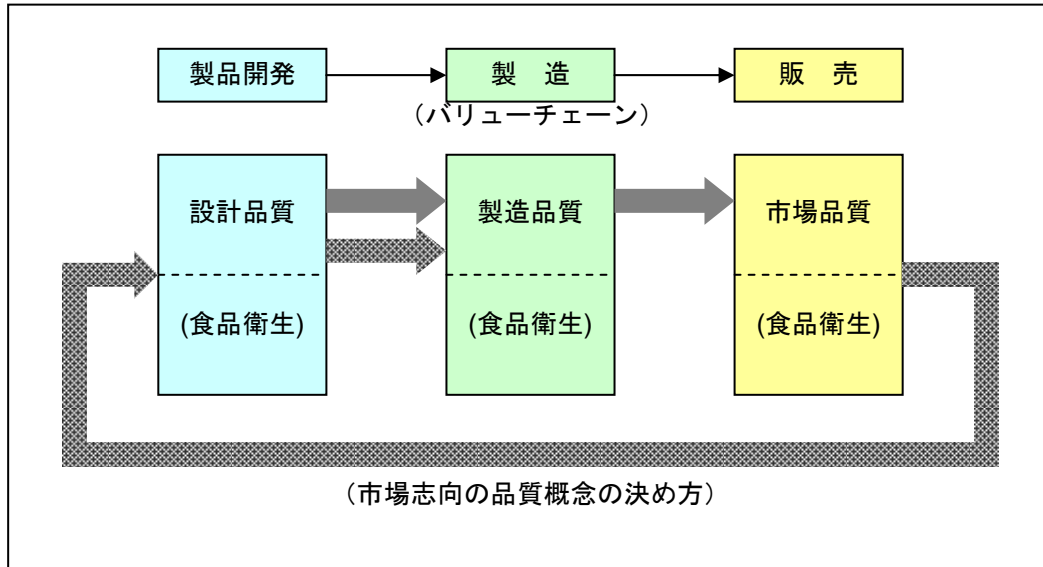 製品開発
製　造
販　売
（バリューチェーン）
設計品質
製造品質
市場品質
(食品衛生)
(食品衛生)
(食品衛生)
（市場志向の品質概念の決め方）